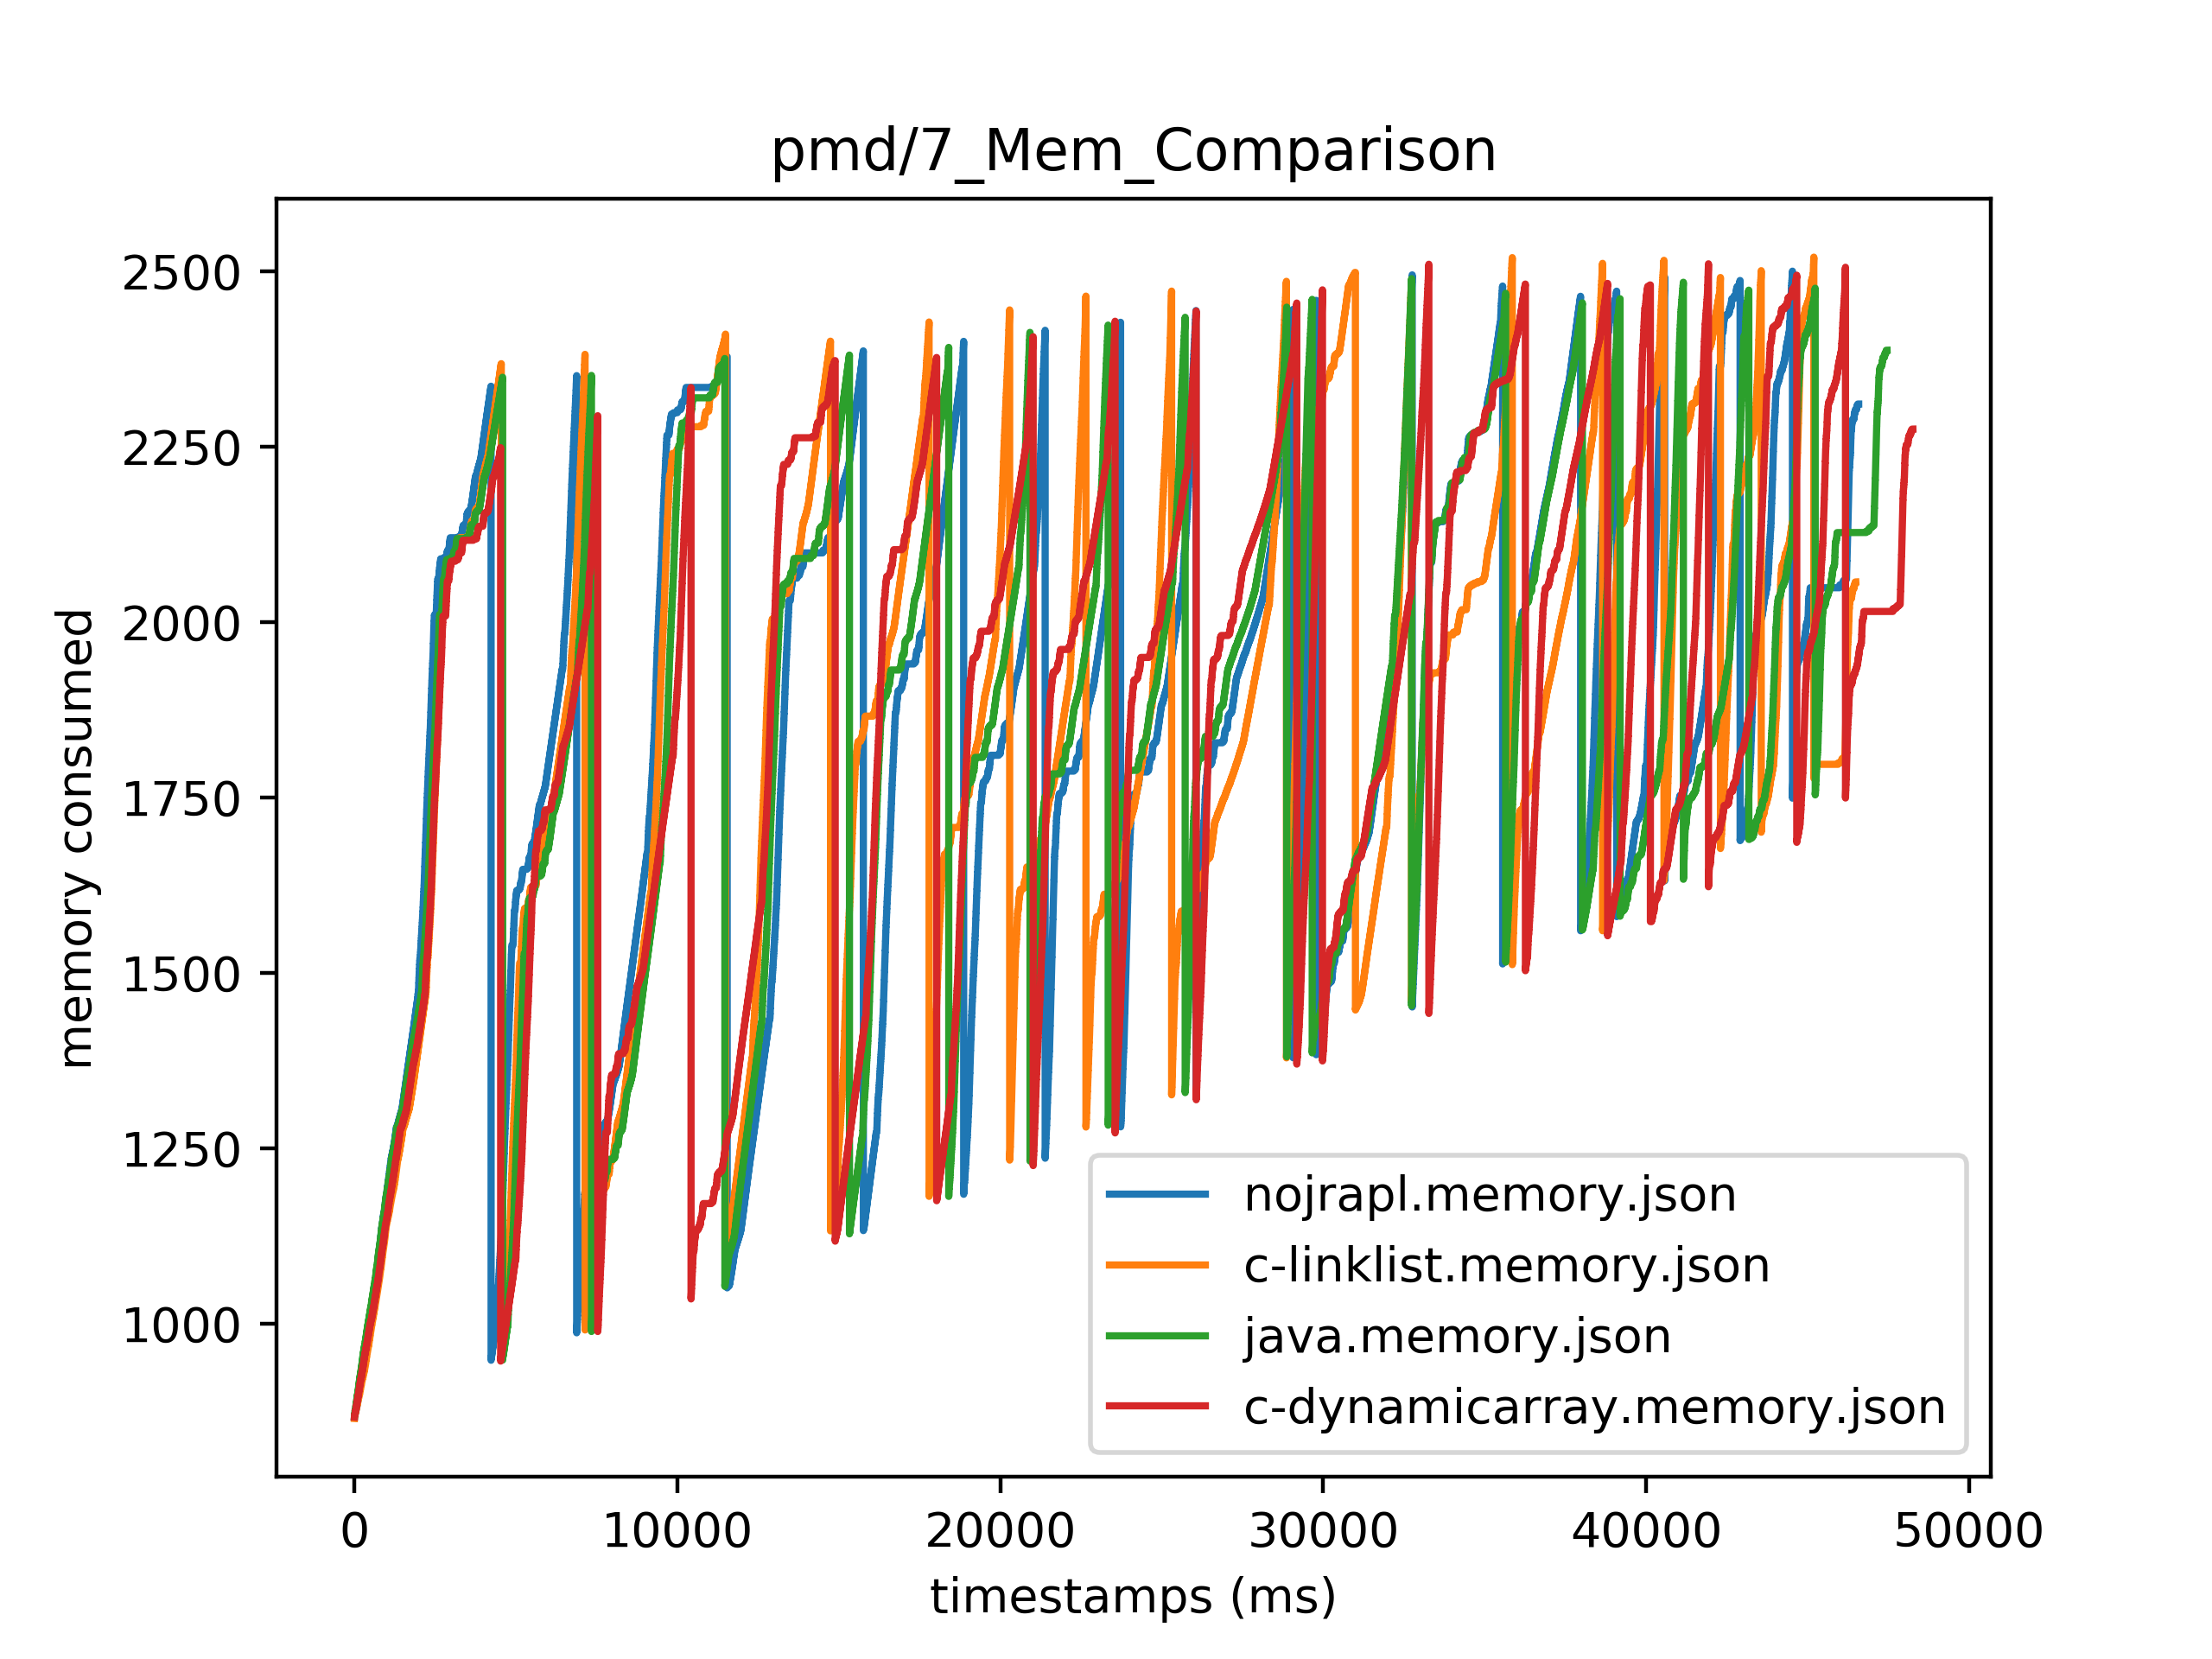 pmd/7_Mem_Comparison
memory consumed
2500
2250
2000
1750
1500
1250
1000
nojrapl.memory.json
c-linklist.memory.json
java.memory.json
c-dynamicarray.memory.json
0
10000
20000
30000
40000
50000
timestamps (ms)